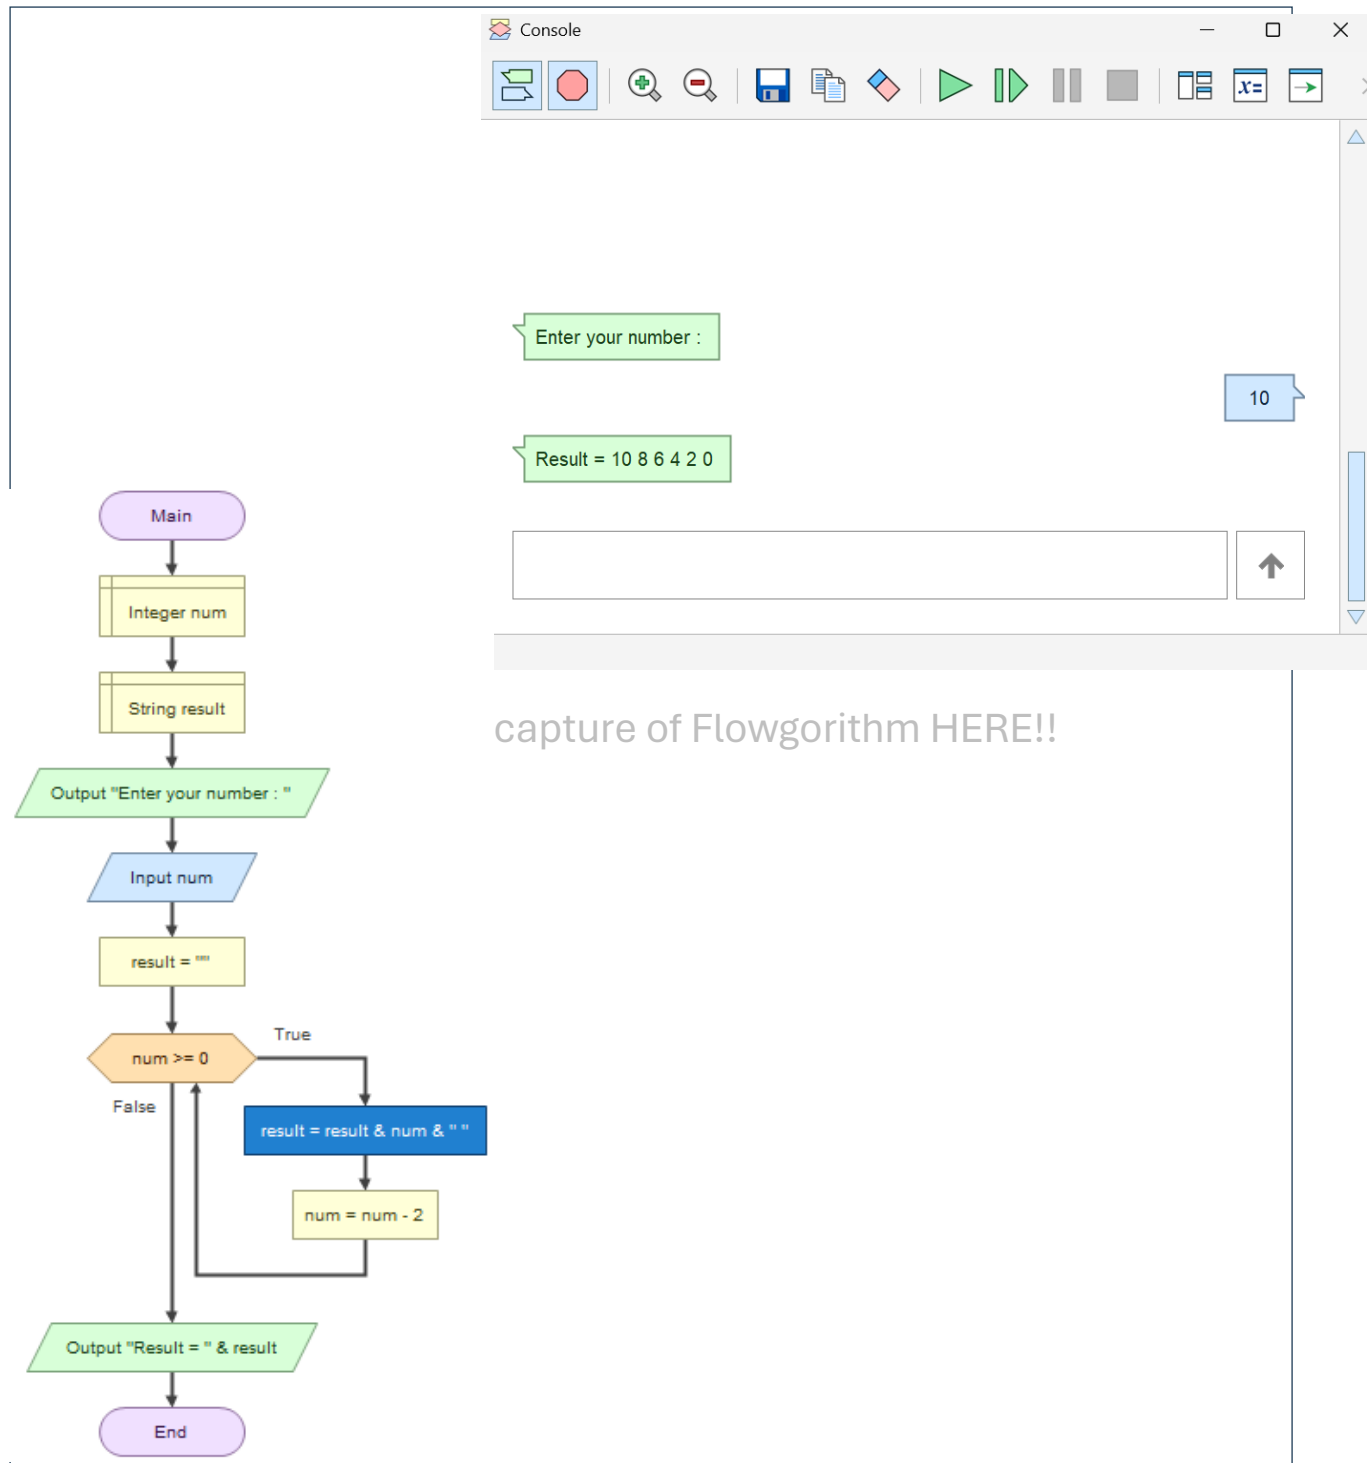 Console
x=
Enter your number :
10
Result = 10 8 6 4 2 0
capture of Flowgorithm HERE!!
Main
Integer num
String result
Output "Enter your number : "
Input num
result = ""
num >= 0
True
False
result = result & num & " "
num = num - 2
Output "Result = " & result
End